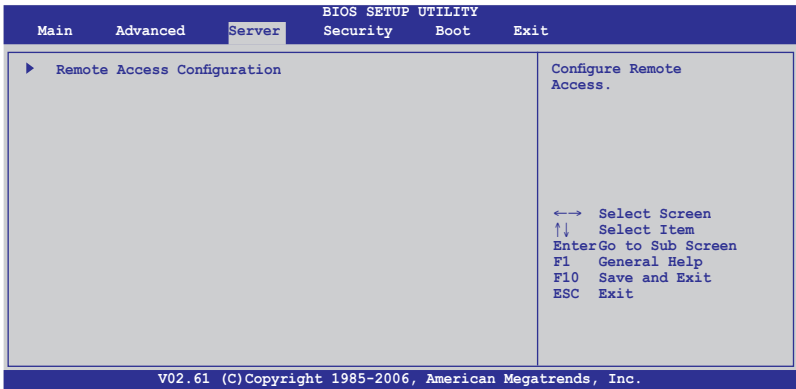 BIOS SETUP UTILITY
Main Advanced Server Security Boot Exit
Remote Access Configuration
Configure Remote
Access.
←→ Select Screen
↑↓ Select Item
EnterGo to Sub Screen
F1 General Help
F10 Save and Exit
ESC Exit
V02.61 (C)Copyright 1985-2006, American Megatrends, Inc.